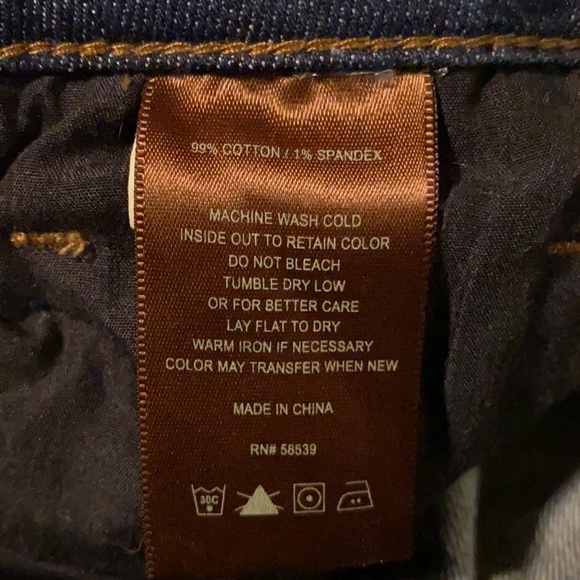 99% COTTON / 1% SPANDEX
MACHINE WASH COLD
INSIDE OUT TO RETAIN COLOR
DO NOT BLEACH
TUMBLE DRY LOW
OR FOR BETTER CARE
LAY FLAT TO DRY
WARM IRON IF NECESSARY
COLOR MAY TRANSFER WHEN NEW
MADE IN CHINA
RN# 58539
30C